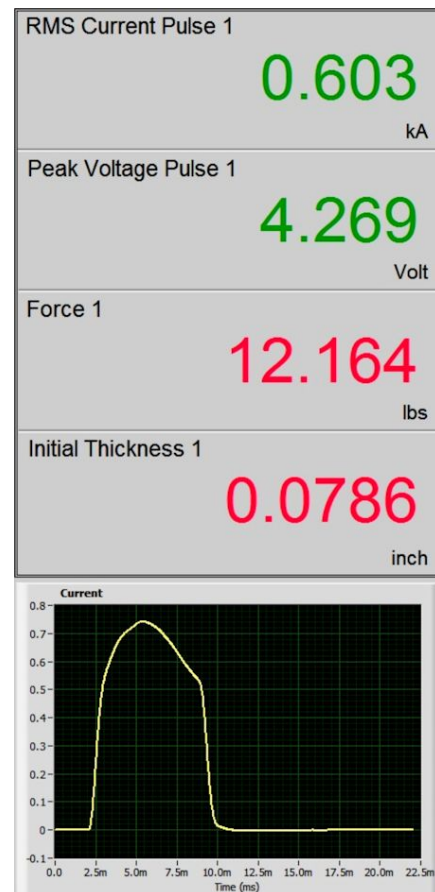 RMS Current Pulse 1
0.603
kA
Peak Voltage Pulse 1
4.269
Volt
Force 1
12.164
lbs
Initial Thickness 1
0.0786
inch
Current
0.8
0.7
0.6
0.5
0.4
0.3
0.2
0.1
0
-0.1
0.0 2.5m 5.0m 7.5m 10.0m 12.5m 15.0m 17.5m 20.0m 22.5m
Time (ms)